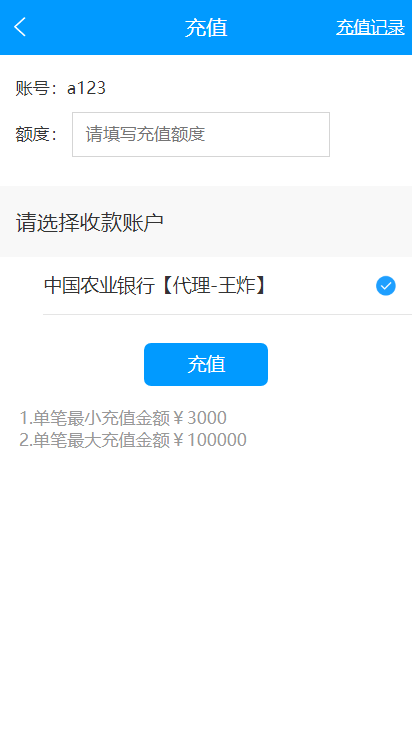 充值
充值记录
账号：a123
额度：
请填写充值额度
请选择收款账户
中国农业银行【代理-王炸】
充值
1.单笔最小充值金额￥3000
2.单笔最大充值金额￥100000